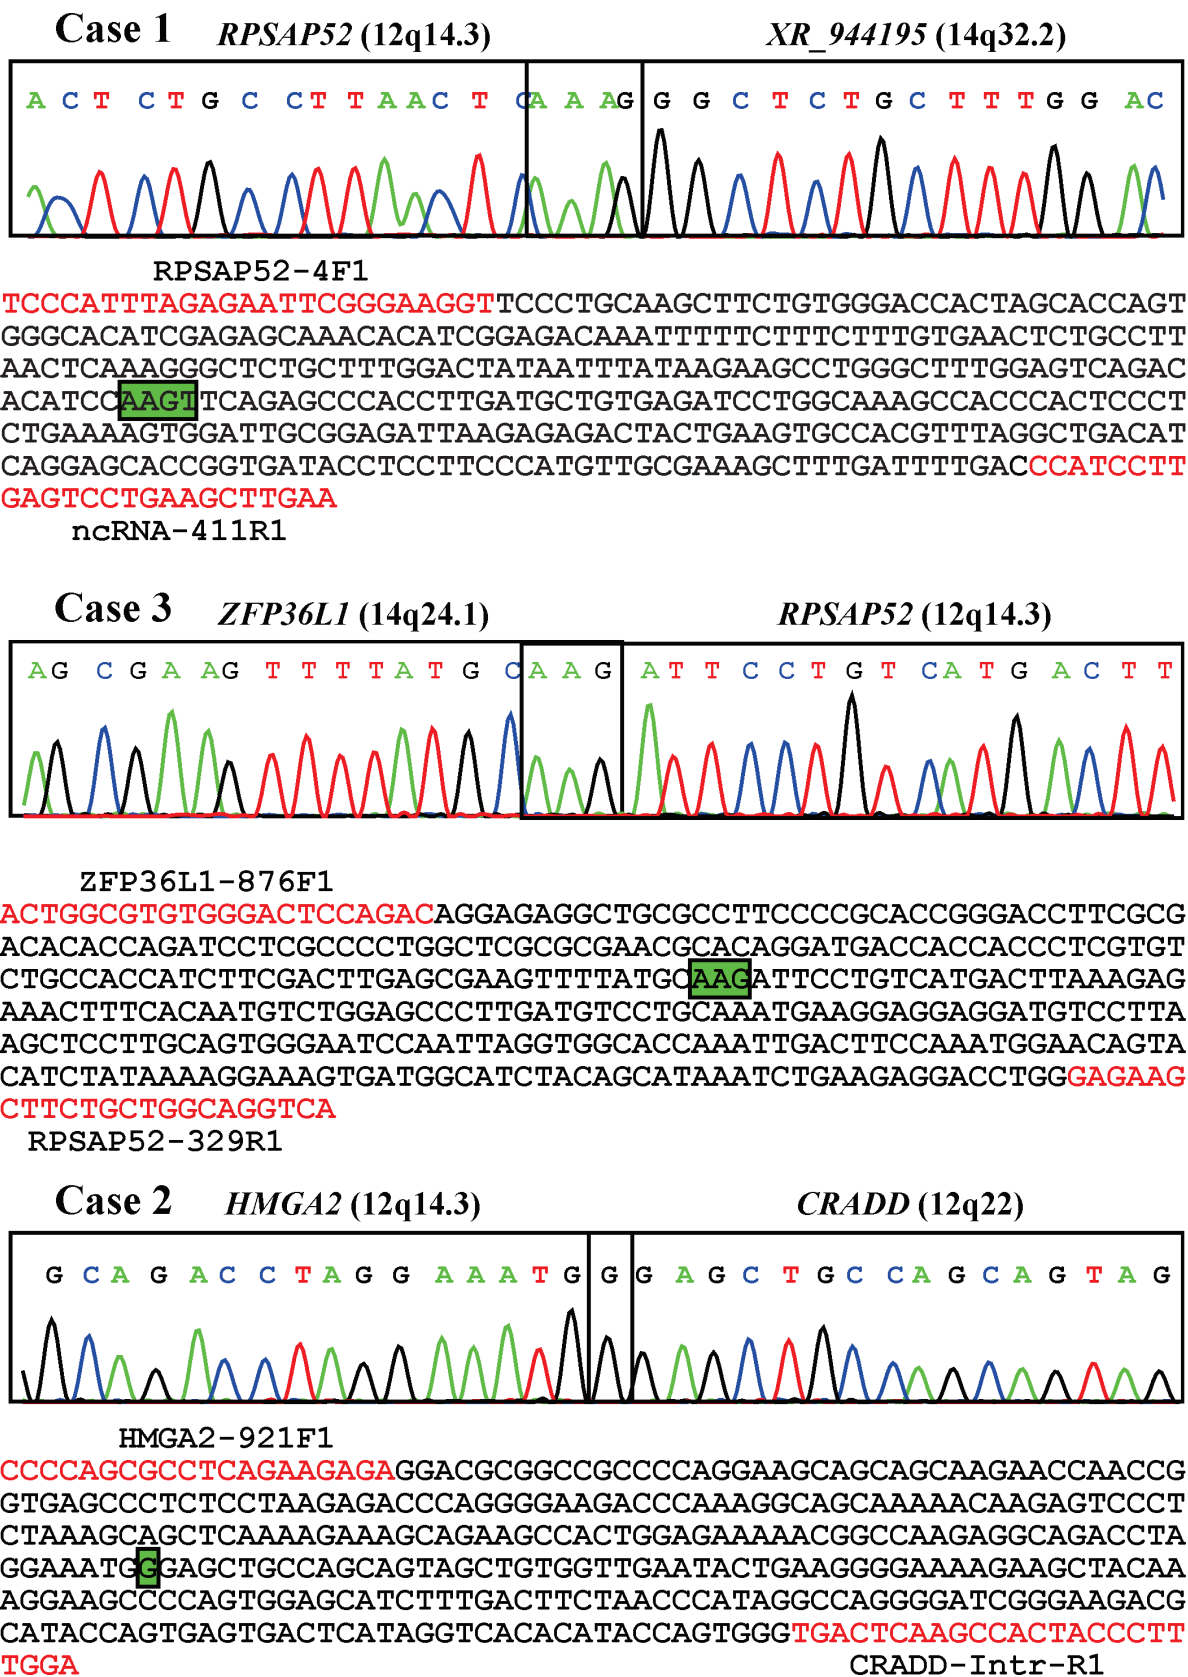 Case 1 RPSAP52 (12q14.3) XR_944195 (14q32.2)
A C T C T G C C T T A A C T C A A A G G G C T C T G C T T T G G A C
RPSAP52-4F1
TCCCATTTAGAGAATTCGGGAAGGTTTCCCTGCAAGCTTCTGTGGGACCACTAGCACCAGT
GGGCACATCGAGAGCAAACACATCGGAGACAAATTTTTCTTTCTTTGTGAACTCTGCCTT
AACTCAAAGGGCTCTGCTTTGGACTATAATTTATAAGAAGCCTGGGCTTTGGAGTCAGAC
ACATCCAAGTTCAGAGCCCACCTTGATGCTGTGAGATCCTGGCAAAGCCACCCACTCCCT
CTGAAAAGTGGATTGCGGAGATTAAGAGAGACTACTGAAGTGCCACGTTTAGGCTGACAT
CAGGAGCACCGGTGATACCTCCTTCCCATGTTGCGAAAGCTTTGATTTTGACCCATCCTT
GAGTCCTGAAGCTTGAA
ncRNA-411R1
Case 3 ZFP36L1 (14q24.1) RPSAP52 (12q14.3)
A G C G A A G T T T T A T G C A A G A T T C C T G T C A T G A C T T
ZFP36L1-876F1
ACTGGCGTGTGGGACTCCAGACAGGAGAGGCTGCGCCTTCCCCGCACCGGGACCTTCGCG
ACACACCAGATCCTCGCCCCTGGCTCGCGCGAACGCACAGGATGACCACCACCCTCGTGT
CTGCCACCATCTTCGACTTGAGCGAAGTTTTATGCAAGATTCCTGTCATGACTTAAAGAG
AAACTTTCACAATGTCTGGAGCCCTTGATGTCCTGCAAATGAAGGAGGAGGATGTCCTTA
AGCTCCTTGCAGTGGGAATCCAATTAGGTGGCACCAAATTGACTTCCAAATGGAACAGTA
CATCTATAAAAGGAAAGTGATGGCATCTACAGCATAAATCTGAAGAGGACCTGGGAGAAG
CTTCTGCTGGCAGGTCA
RPSAP52-329R1
Case 2 HMGA2 (12q14.3) CRADD (12q22)
G C A G A C C T A G G A A A T G G G A G C T G C C A G C A G T A G
HMGA2-921F1
CCCCAGCGCCTCAGAAGAGAGGACGCGGCCGCCCCAGGAAGCAGCAGCAAGAACCAACCG
GTGAGCCCTCTCCTAAGAGACCCAGGGGAAGACCCAAAGGCAGCAAAAACAAGAGTCCCT
CTAAAGCAGCTCAAAAGAAAGCAGAAGCCACTGGAGAAAAACGGCCAAGAGGCAGACCTA
GGAAATGGGAGCTGCCAGCAGTAGCTGTGGTTGAATACTGAAGGGGAAAAGAAGCTACAA
AGGAAGCCCCAGTGGAGCATCTTTGACTTCTAACCCATAGGCCAGGGGATCGGGAAGACG
CATACCAGTGAGTGACTCATAGGTCACACATACCAGTGGGTGACTCAAGCCACTACCCTT
TGGA
CRADD-Intr-R1